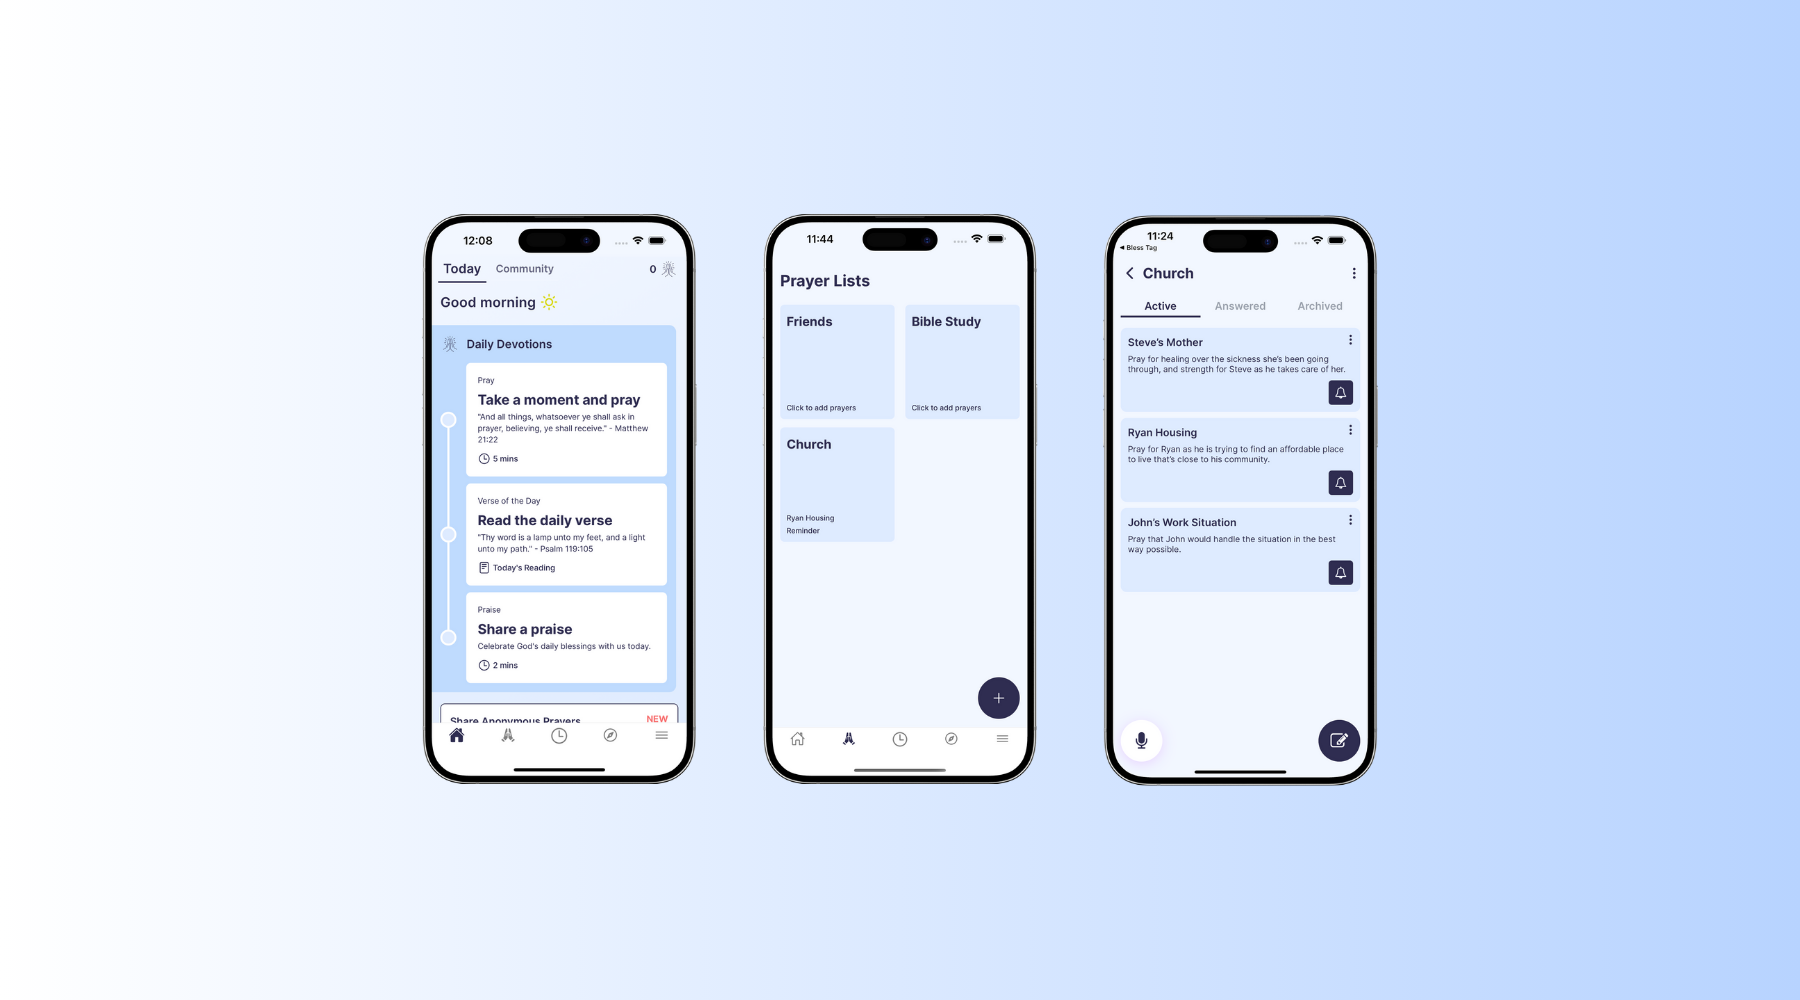 12:08
Today Community 0
Good morning
Daily Devotions
Pray
Take a moment and pray
"And all things, whatsoever ye shall ask in
prayer, believing, ye shall receive." - Matthew
21:22
5 mins
Verse of the Day
Read the daily verse
"Thy word is a lamp unto my feet, and a light
unto my path." - Psalm 119:105
Today's Reading
Praise
Share a praise
Celebrate God's daily blessings with us today.
2 mins
Share Anonymous Prayers NEW
11:44
Prayer Lists
Friends
Click to add prayers
Bible Study
Click to add prayers
Church
Ryan Housing
Reminder
11:24
◀ Bless Tag
Church
Active Answered Archived
Steve's Mother
Pray for healing over the sickness she's been going
through, and strength for Steve as he takes care of her.
Ryan Housing
Pray for Ryan as he is trying to find an affordable place
to live that's close to his community.
John's Work Situation
Pray that John would handle the situation in the best
way possible.